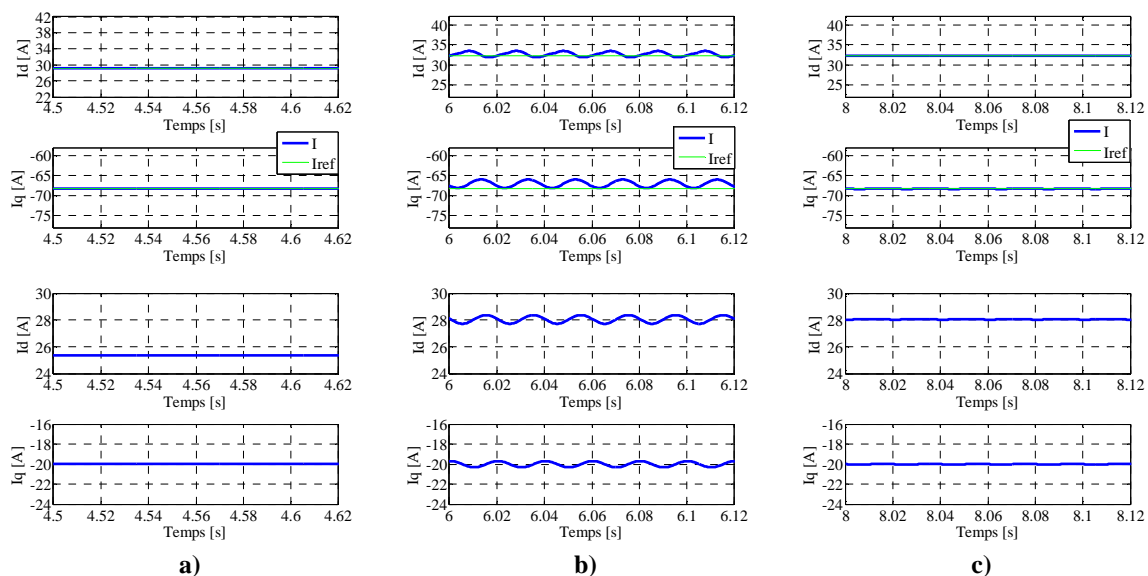 42
38
34
30
26
22
Id [A]
4.5 4.52 4.54 4.56 4.58 4.6 4.62
Temps [s]
I
Iref
-60
-65
-70
-75
Iq [A]
4.5 4.52 4.54 4.56 4.58 4.6 4.62
Temps [s]
30
28
26
24
Id [A]
4.5 4.52 4.54 4.56 4.58 4.6 4.62
Temps [s]
-16
-18
-20
-22
-24
Iq [A]
4.5 4.52 4.54 4.56 4.58 4.6 4.62
Temps [s]
a)
40
35
30
25
Id [A]
6 6.02 6.04 6.06 6.08 6.1 6.12
Temps [s]
I
Iref
-60
-65
-70
-75
Iq [A]
6 6.02 6.04 6.06 6.08 6.1 6.12
Temps [s]
30
28
26
24
Id [A]
6 6.02 6.04 6.06 6.08 6.1 6.12
Temps [s]
-16
-18
-20
-22
-24
Iq [A]
6 6.02 6.04 6.06 6.08 6.1 6.12
Temps [s]
b)
40
35
30
25
Id [A]
8 8.02 8.04 8.06 8.08 8.1 8.12
Temps [s]
I
Iref
-60
-65
-70
-75
Iq [A]
8 8.02 8.04 8.06 8.08 8.1 8.12
Temps [s]
30
28
26
24
Id [A]
8 8.02 8.04 8.06 8.08 8.1 8.12
Temps [s]
-16
-18
-20
-22
-24
Iq [A]
8 8.02 8.04 8.06 8.08 8.1 8.12
Temps [s]
c)